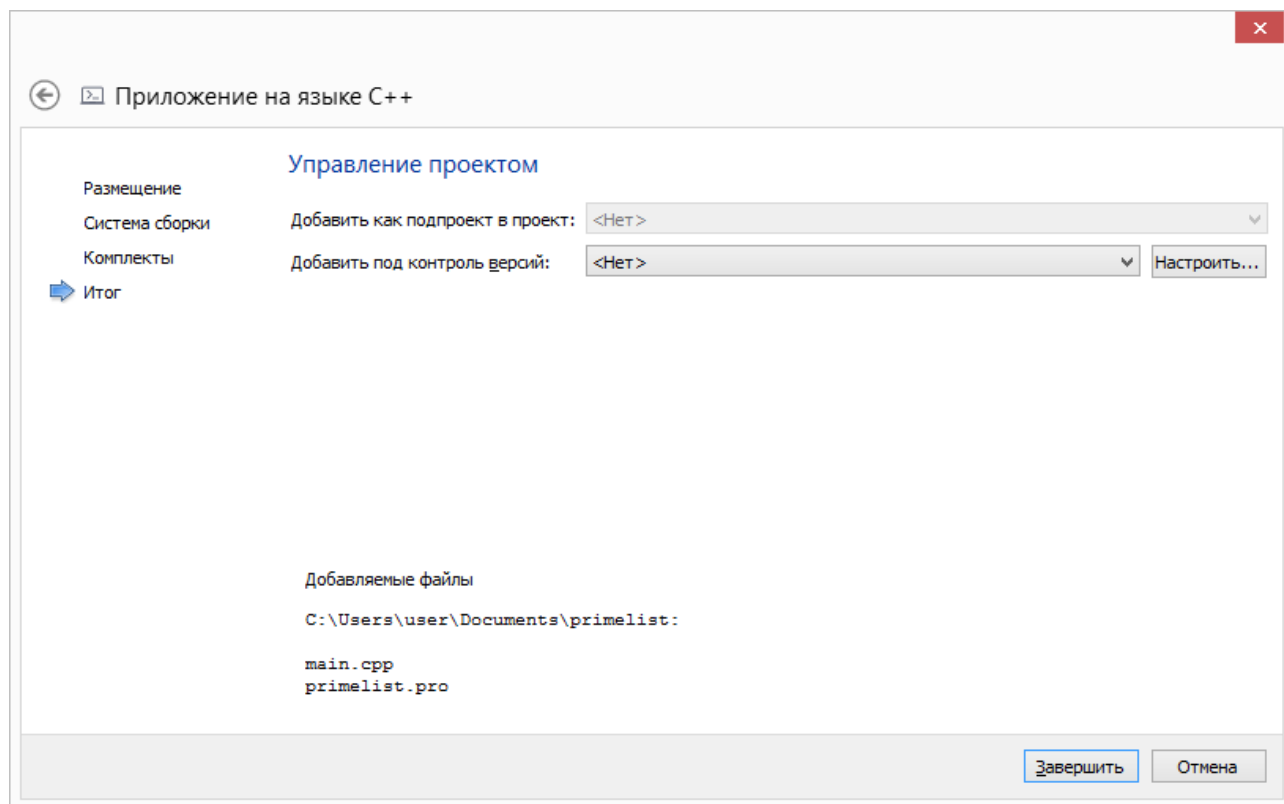 Приложение на языке C++
Управление проектом
Размещение
Система сборки
Комплекты
Итог
Добавить как подпроект в проект: <Нет>
Добавить под контроль версий: <Нет> Настроить...
Добавляемые файлы
C:\Users\user\Documents\primelist:
main.cpp
primelist.pro
Завершить Отмена